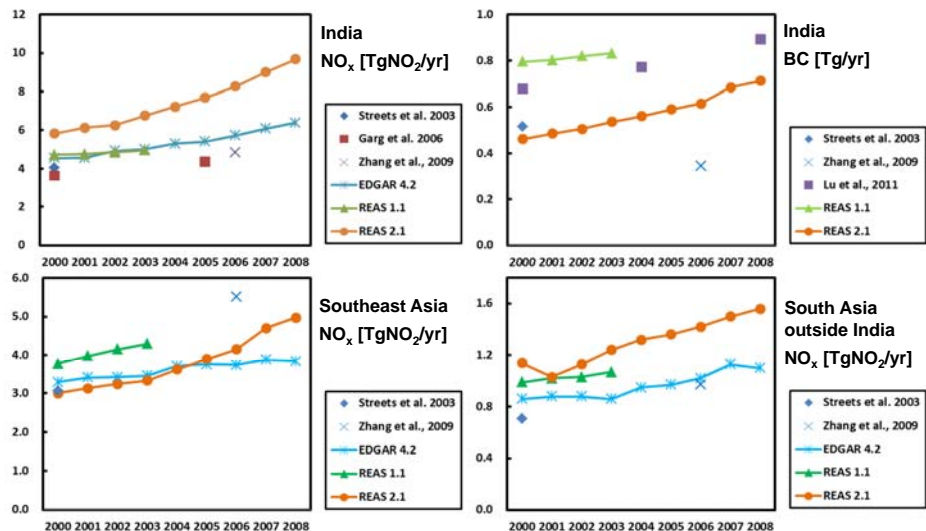 India
NOx [TgNO2/yr]
12
10
8
6
4
2
0
2000 2001 2002 2003 2004 2005 2006 2007 2008
Streets et al. 2003
Garg et al. 2006
Zhang et al., 2009
EDGAR 4.2
REAS 1.1
REAS 2.1
India
BC [Tg/yr]
1.0
0.8
0.6
0.4
0.2
0.0
2000 2001 2002 2003 2004 2005 2006 2007 2008
Streets et al. 2003
Zhang et al., 2009
Lu et al., 2011
REAS 1.1
REAS 2.1
Southeast Asia
NOx [TgNO2/yr]
6.0
5.0
4.0
3.0
2.0
1.0
0.0
2000 2001 2002 2003 2004 2005 2006 2007 2008
Streets et al. 2003
Zhang et al., 2009
EDGAR 4.2
REAS 1.1
REAS 2.1
South Asia
outside India
NOx [TgNO2/yr]
1.6
1.2
0.8
0.4
0.0
2000 2001 2002 2003 2004 2005 2006 2007 2008
Streets et al. 2003
Zhang et al., 2009
EDGAR 4.2
REAS 1.1
REAS 2.1